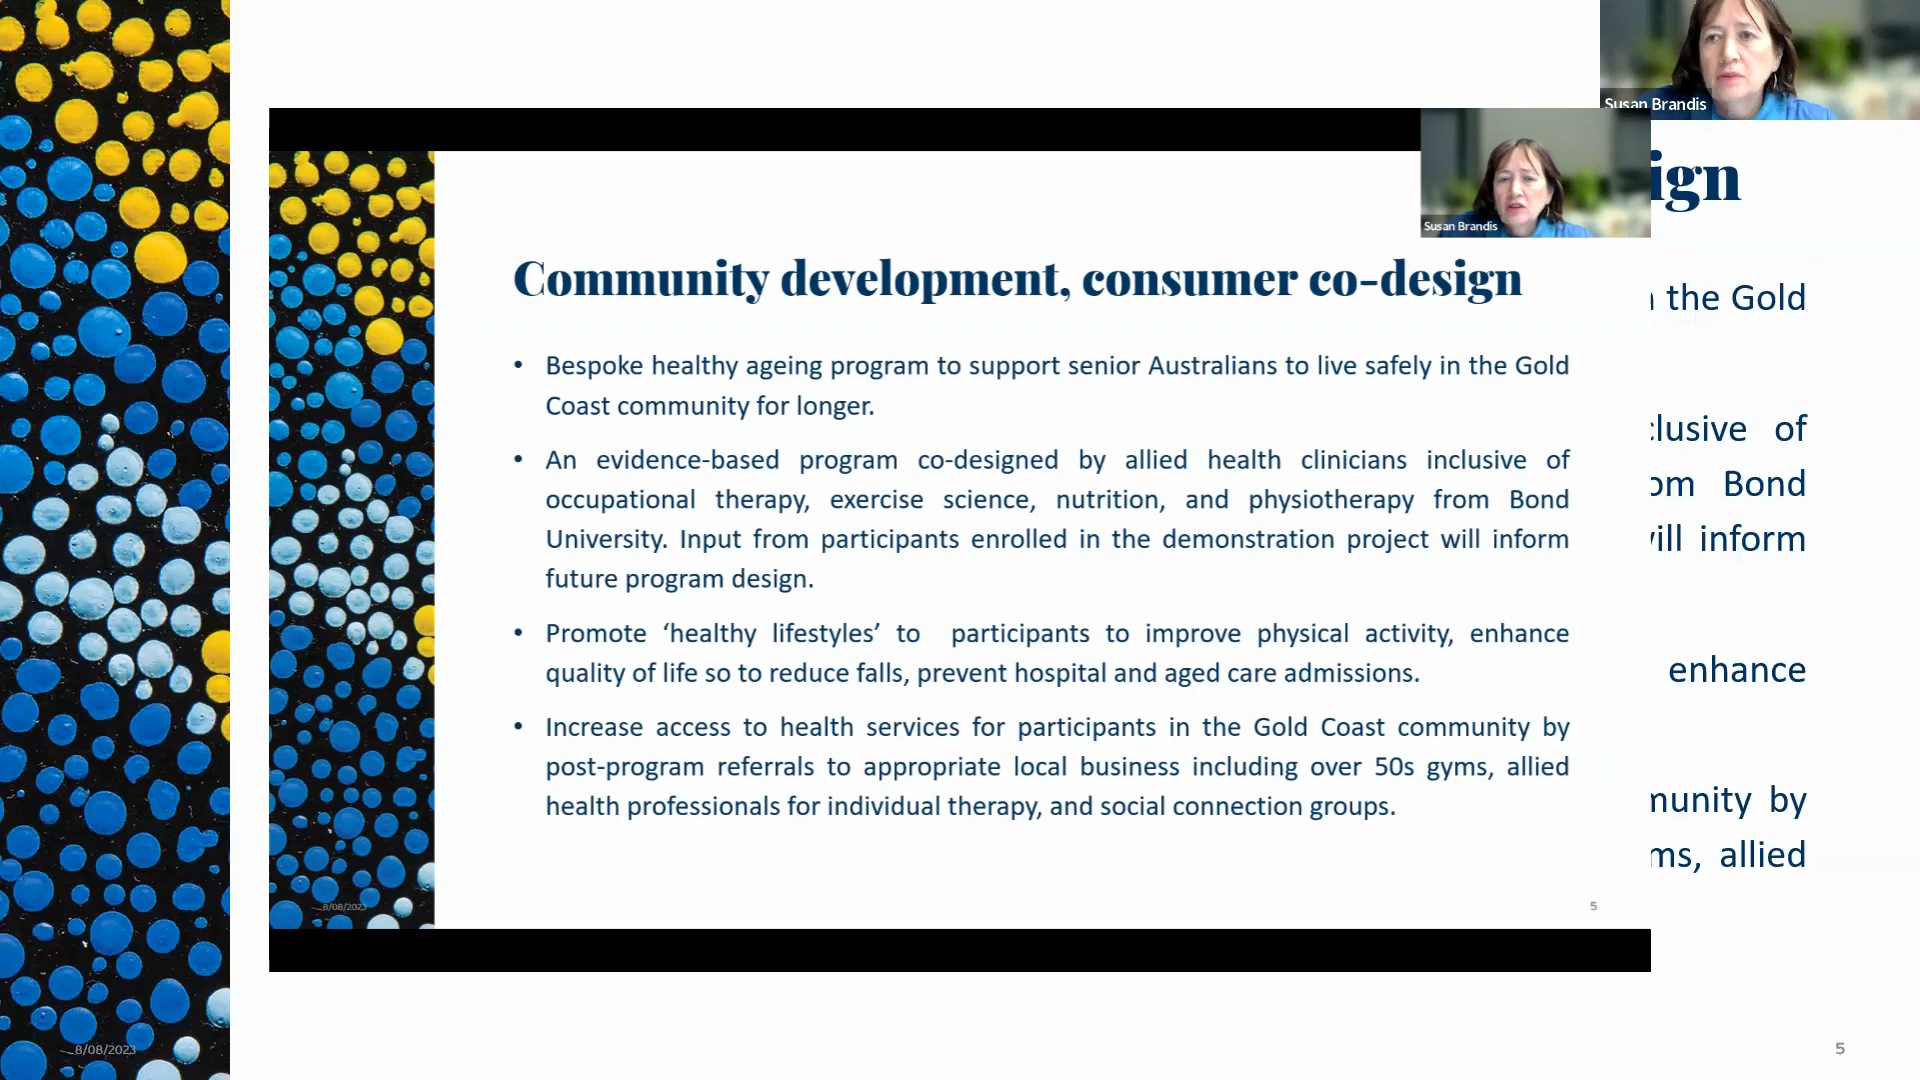 Susan Brandis
Susan Brandis
ign
Community development, consumer co-design
the Gold
• Bespoke healthy ageing program to support senior Australians to live safely in the Gold
Coast community for longer.
clusive of
• An evidence-based program co-designed by allied health clinicians inclusive of
om Bond
occupational therapy, exercise science, nutrition, and physiotherapy from Bond
will inform
University. Input from participants enrolled in the demonstration project will inform
future program design.
• Promote ‘healthy lifestyles’ to participants to improve physical activity, enhance
enhance
quality of life so to reduce falls, prevent hospital and aged care admissions.
• Increase access to health services for participants in the Gold Coast community by
munity by
post-program referrals to appropriate local business including over 50s gyms, allied
ms, allied
health professionals for individual therapy, and social connection groups.
8/08/2023
5
8/08/2023
5